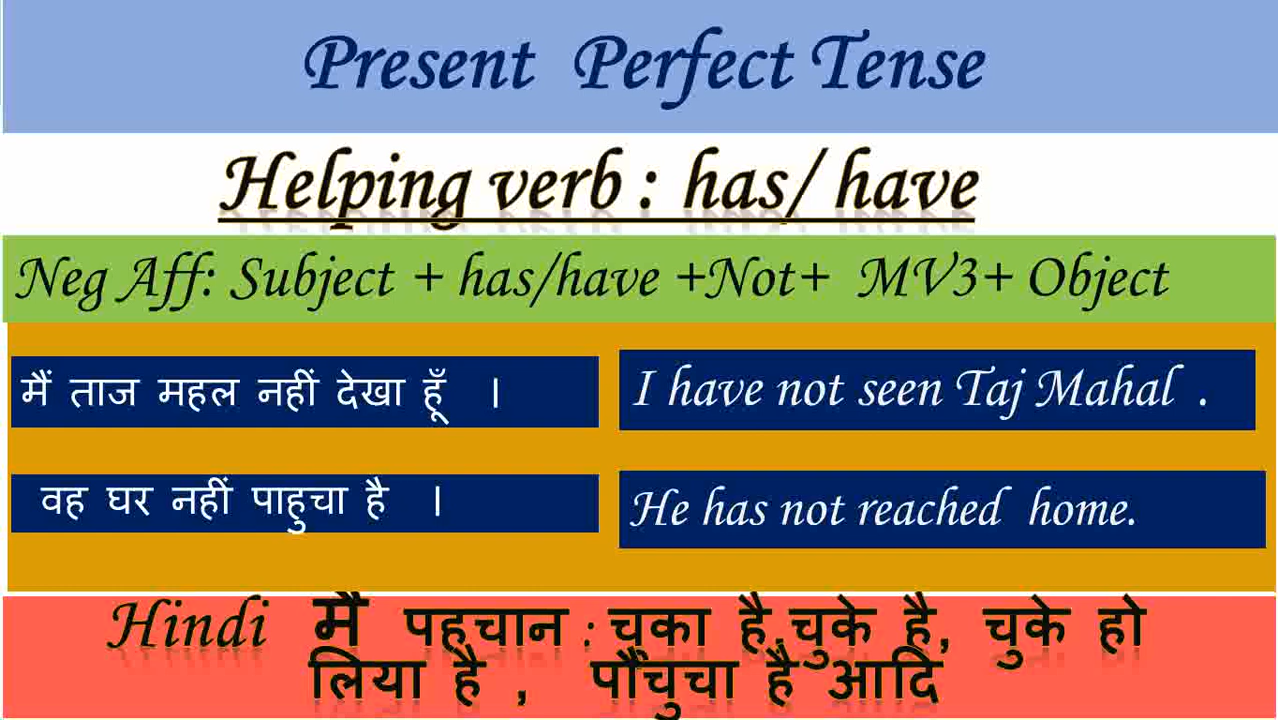 Present Perfect Tense
Helping verb : has/ have
Neg Aff: Subject + has/have +Not+ MV3+ Object
मैं ताज महल नहीं देखा हूँ ।
I have not seen Taj Mahal .
वह घर नहीं पाहुचा है ।
He has not reached home.
Hindi मैं पहचान : चुका है,चुके है, चुके हो
लिया है , पौंचुचा है आदि